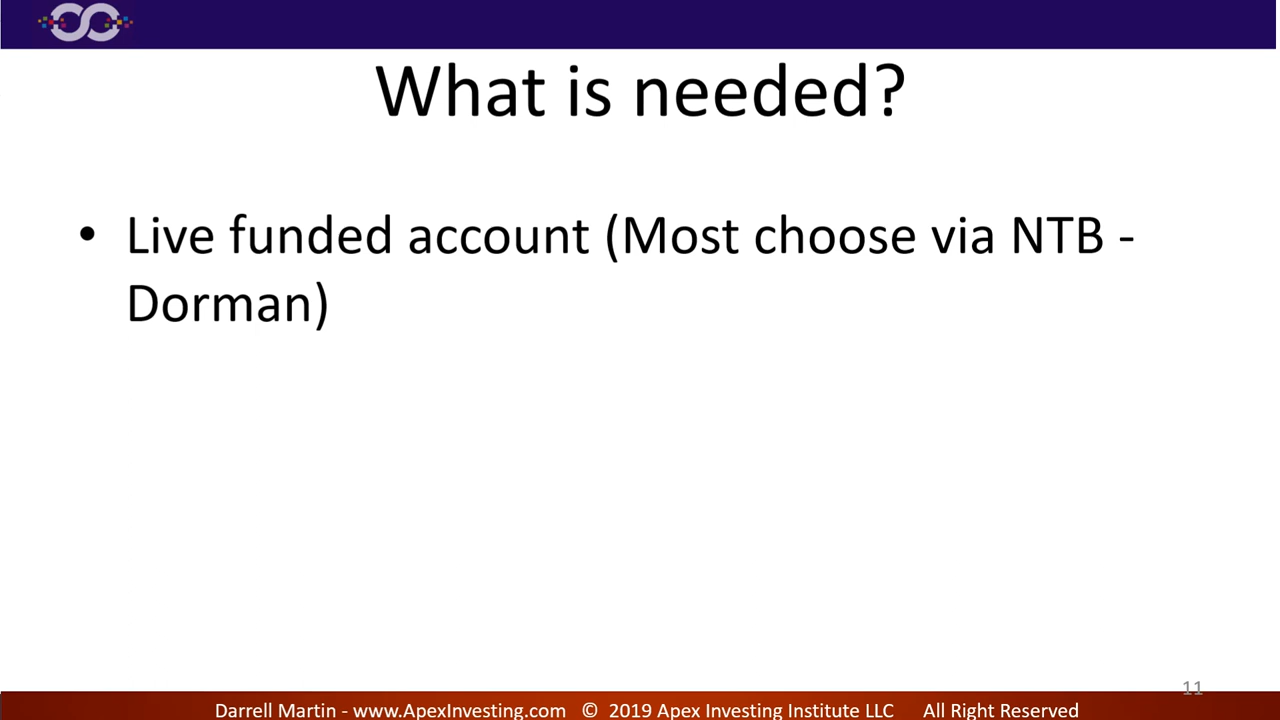 What is needed?
• Live funded account (Most choose via NTB -
Dorman)
11
Darrell Martin - www.ApexInvesting.com © 2019 Apex Investing Institute LLC All Right Reserved